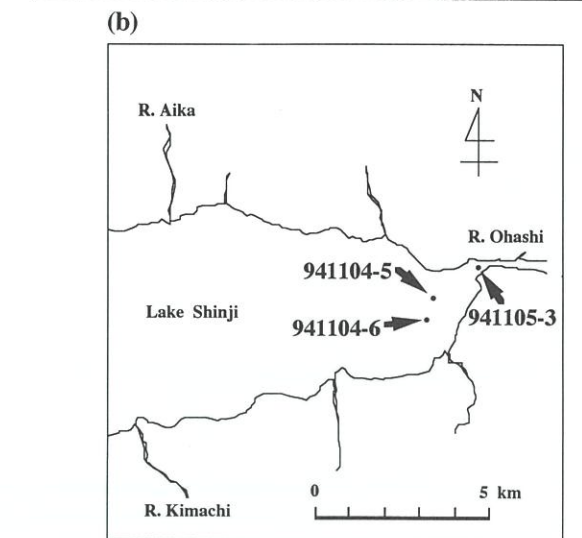 (b)
R. Aika
N
R. Ohashi
941104-5
Lake Shinji
941104-6
941105-3
0 5 km
R. Kimachi